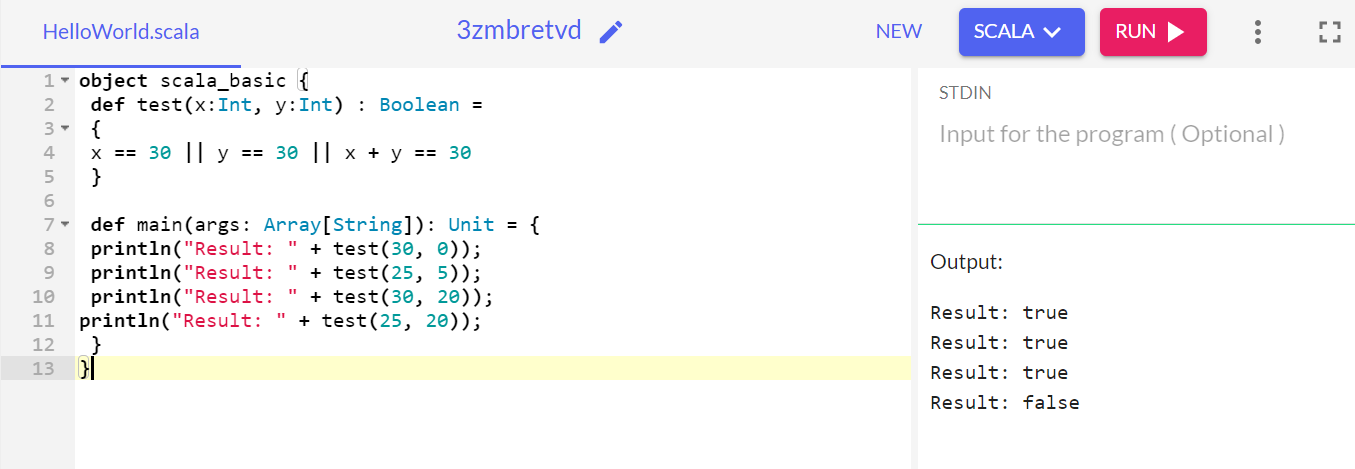 HelloWorld.scala 3zmbretvd NEW SCALA RUN
1 object scala_basic {
2 def test(x:Int, y:Int) : Boolean =
3 {
4 x == 30 || y == 30 || x + y == 30
5 }
6
7 def main(args: Array[String]): Unit = {
8 println("Result: " + test(30, 0));
9 println("Result: " + test(25, 5));
10 println("Result: " + test(30, 20));
11 println("Result: " + test(25, 20));
12 }
13 }
STDIN
Input for the program ( Optional )
Output:
Result: true
Result: true
Result: true
Result: false